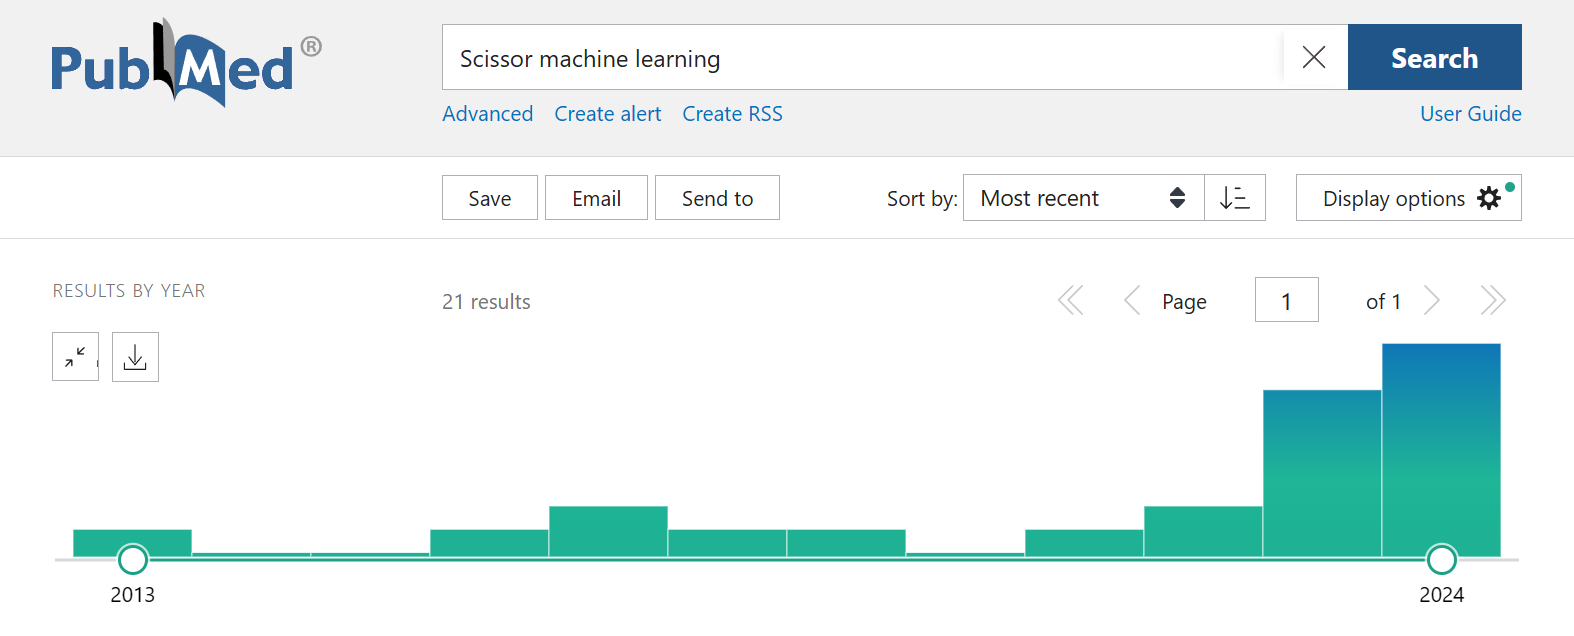 PubMed®
Scissor machine learning
Search
Advanced Create alert Create RSS User Guide
Save Email Send to Sort by: Most recent Display options
RESULTS BY YEAR 21 results Page 1 of 1
2013 2024